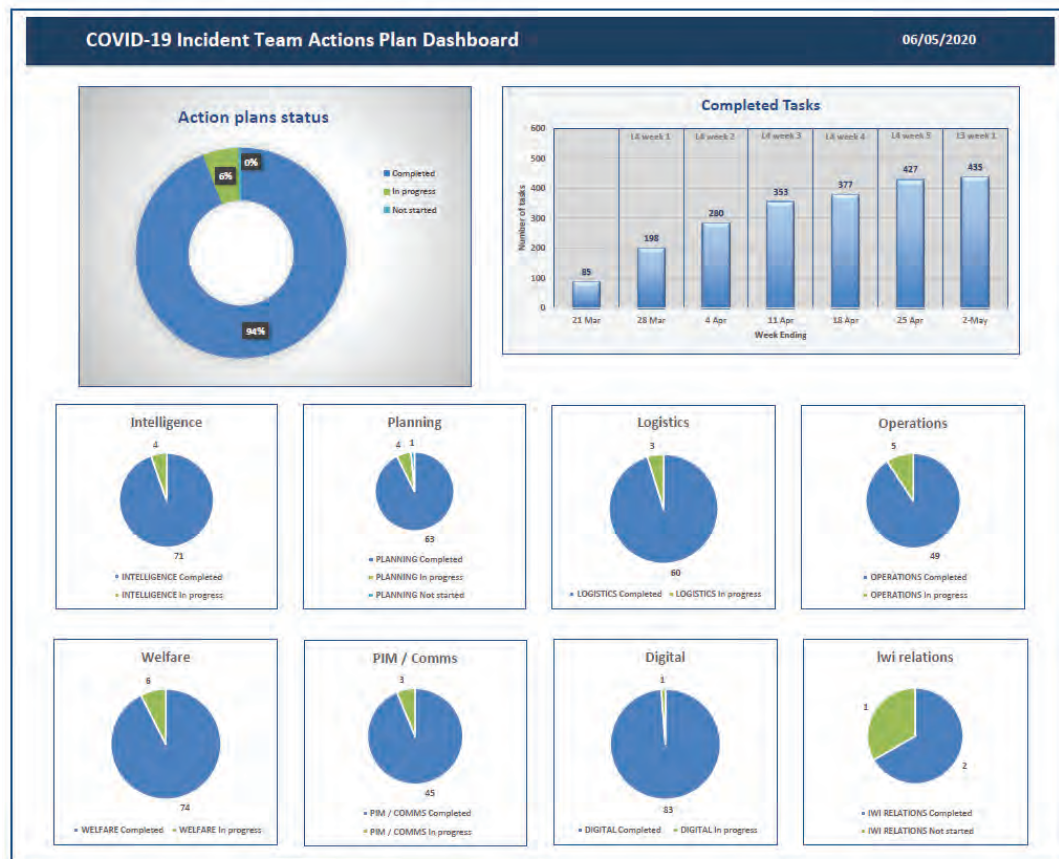 COVID-19 Incident Team Actions Plan Dashboard 06/05/2020
Action plans status
0%
6%
94%
Completed
In progress
Not started
Completed Tasks
Number of tasks
600
500
400
300
200
100
0
L4 week 1 L4 week 2 L4 week 3 L4 week 4 L4 week 5 L3 week 1
85 198 280 353 377 427 435
21 Mar 28 Mar 4 Apr 11 Apr 18 Apr 25 Apr 2-May
Week Ending
Intelligence
4
71
INTELLIGENCE Completed
INTELLIGENCE In progress
Planning
4 1
63
PLANNING Completed
PLANNING In progress
PLANNING Not started
Logistics
3
60
LOGISTICS Completed LOGISTICS In progress
Operations
5
49
OPERATIONS Completed
OPERATIONS In progress
Welfare
6
74
WELFARE Completed WELFARE In progress
PIM / Comms
3
45
PIM / COMMS Completed
PIM / COMMS In progress
Digital
1
83
DIGITAL Completed DIGITAL In progress
Iwi relations
1
2
IWI RELATIONS Completed
IWI RELATIONS Not started